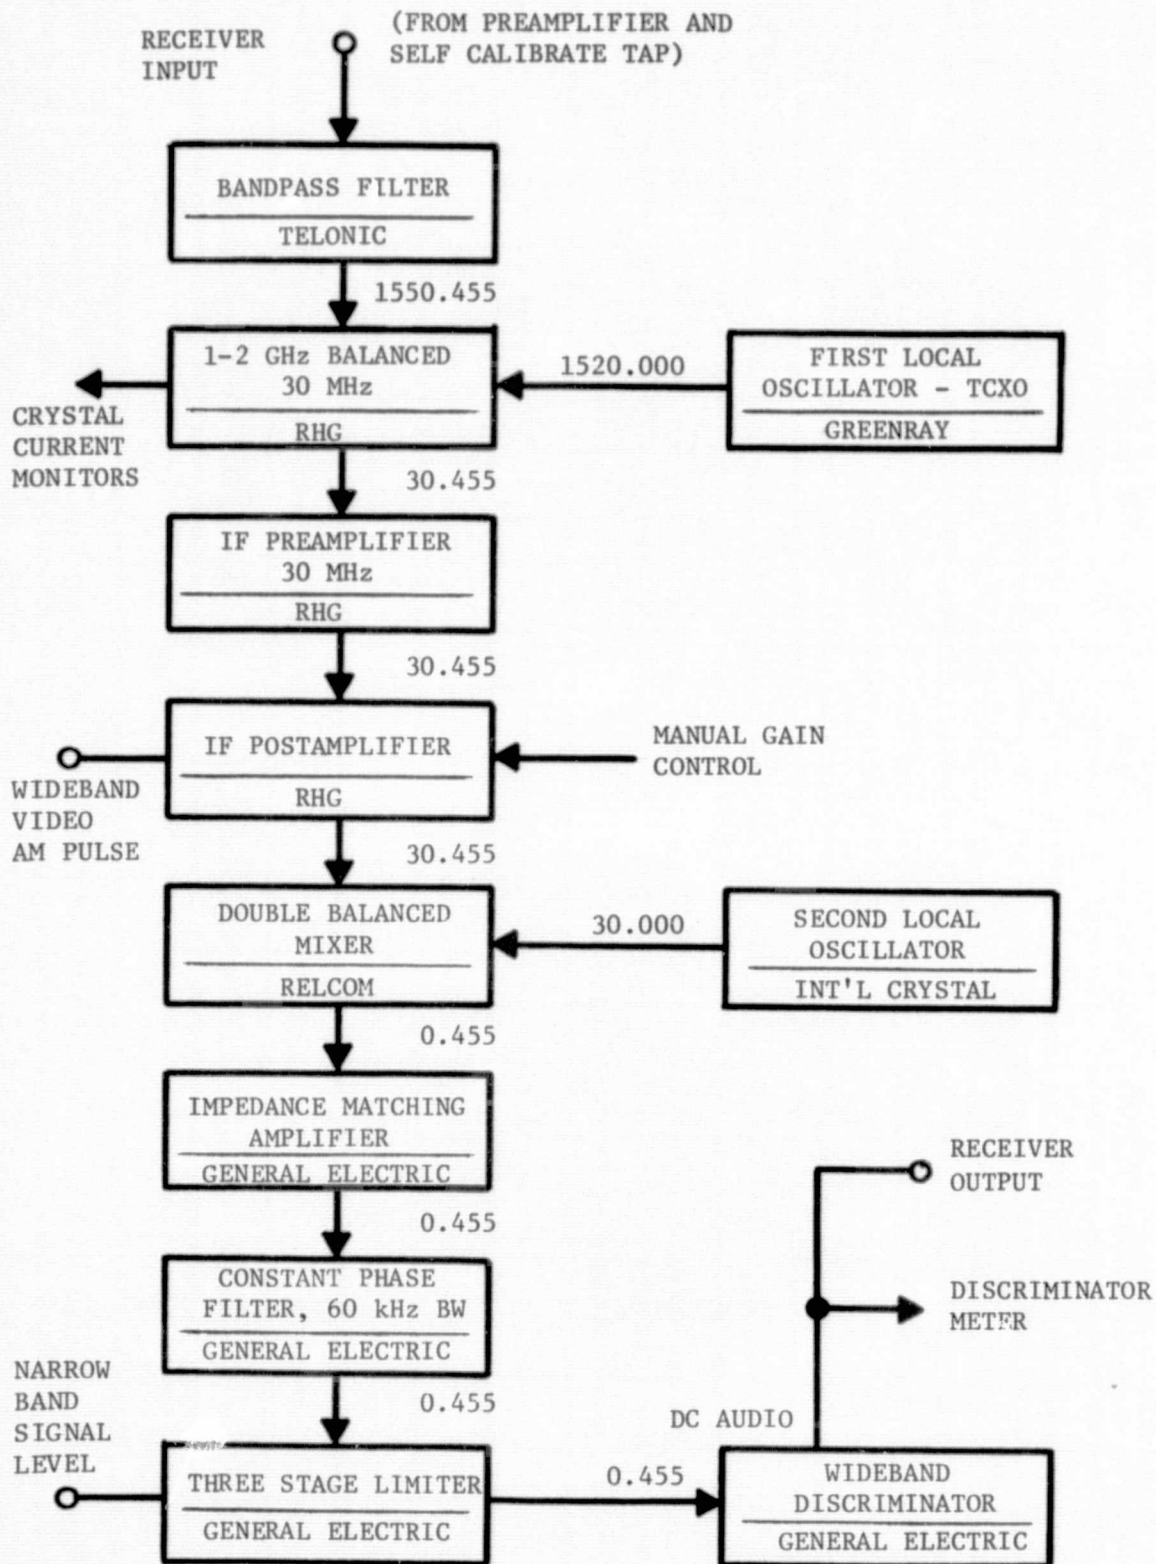 RECEIVER
INPUT
(FROM PREAMPLIFIER AND
SELF CALIBRATE TAP)
BANDPASS FILTER
TELONIC
1550.455
1-2 GHz BALANCED
30 MHz
RHG
1520.000
FIRST LOCAL
OSCILLATOR - TCXO
GREENRAY
CRYSTAL
CURRENT
MONITORS
30.455
IF PREAMPLIFIER
30 MHz
RHG
30.455
IF POSTAMPLIFIER
RHG
MANUAL GAIN
CONTROL
WIDEBAND
VIDEO
AM PULSE
30.455
DOUBLE BALANCED
MIXER
RELCOM
30.000
SECOND LOCAL
OSCILLATOR
INT'L CRYSTAL
0.455
IMPEDANCE MATCHING
AMPLIFIER
GENERAL ELECTRIC
0.455
CONSTANT PHASE
FILTER, 60 kHz BW
GENERAL ELECTRIC
0.455
NARROW
BAND
SIGNAL
LEVEL
THREE STAGE LIMITER
GENERAL ELECTRIC
0.455
WIDEBAND
DISCRIMINATOR
GENERAL ELECTRIC
DC AUDIO
RECEIVER
OUTPUT
DISCRIMINATOR
METER